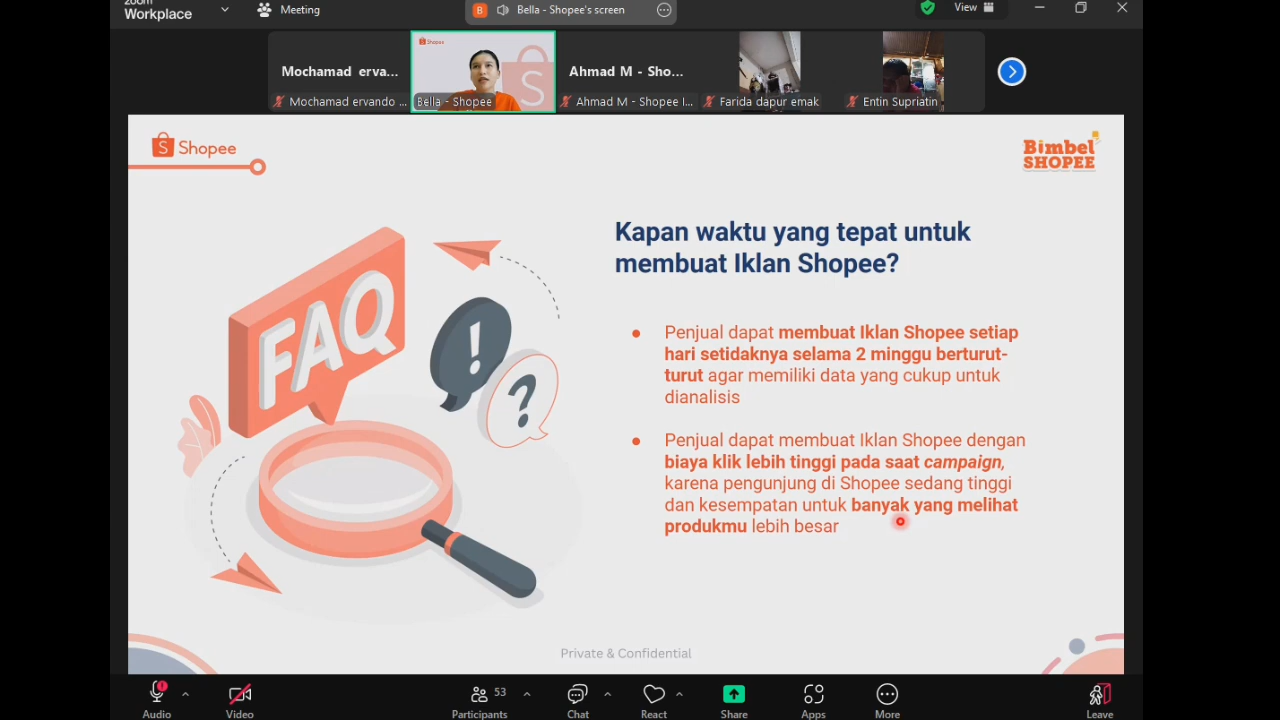 zoom
Workplace
Meeting
B
Bella - Shopee's screen
View
Mochamad erva...
Mochamad ervando ...
Shopee
S
Bella - Shopee
Ahmad M - Sho...
Ahmad M - Shopee I...
Farida dapur emak
Entin Supriatin
S Shopee
Bimbel
SHOPEE
Kapan waktu yang tepat untuk
membuat Iklan Shopee?
FAQ
!
?
● Penjual dapat membuat Iklan Shopee setiap
hari setidaknya selama 2 minggu berturut-
turut agar memiliki data yang cukup untuk
dianalisis
● Penjual dapat membuat Iklan Shopee dengan
biaya klik lebih tinggi pada saat campaign,
karena pengunjung di Shopee sedang tinggi
dan kesempatan untuk banyak yang melihat
produkmu lebih besar
Private & Confidential
Audio
Video
53
Participants
Chat
React
Share
Apps
More
Leave